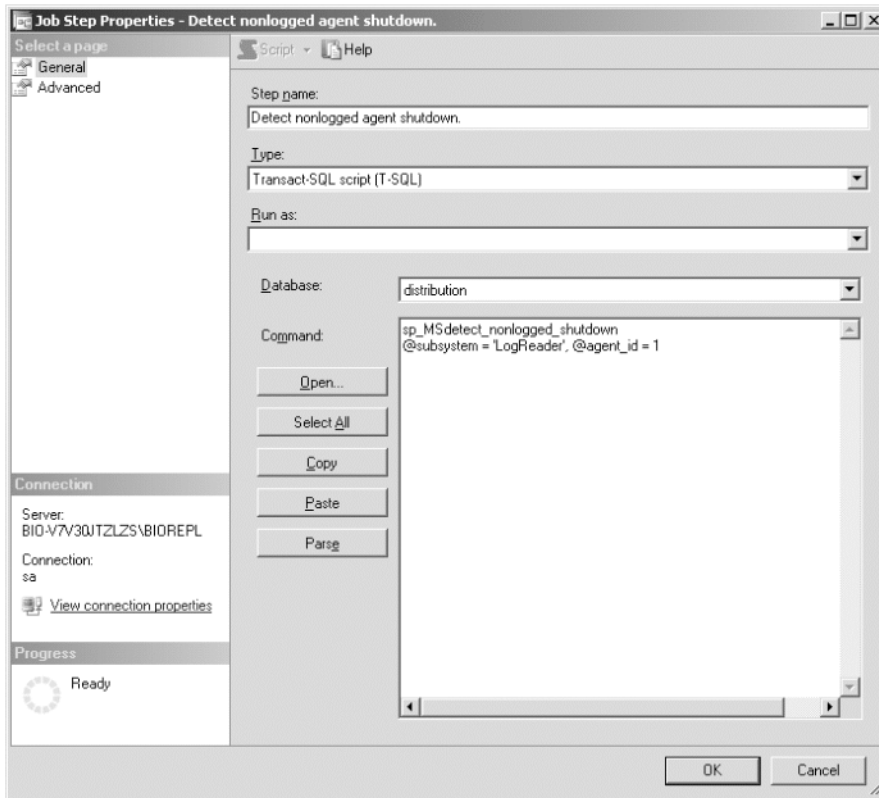 Job Step Properties - Detect nonlogged agent shutdown.
Select a page
General
Advanced
Script
Help
Step name:
Detect nonlogged agent shutdown.
Type:
Transact-SQL script (T-SQL)
Run as:
Database:
distribution
Command:
sp_MSdetect_nonlogged_shutdown
@subsystem = 'LogReader', @agent_id = 1
Open...
Select All
Copy
Paste
Parse
Connection
Server:
BIO-V7V30JTZLZS\BIOREPL
Connection:
sa
View connection properties
Progress
Ready
OK
Cancel